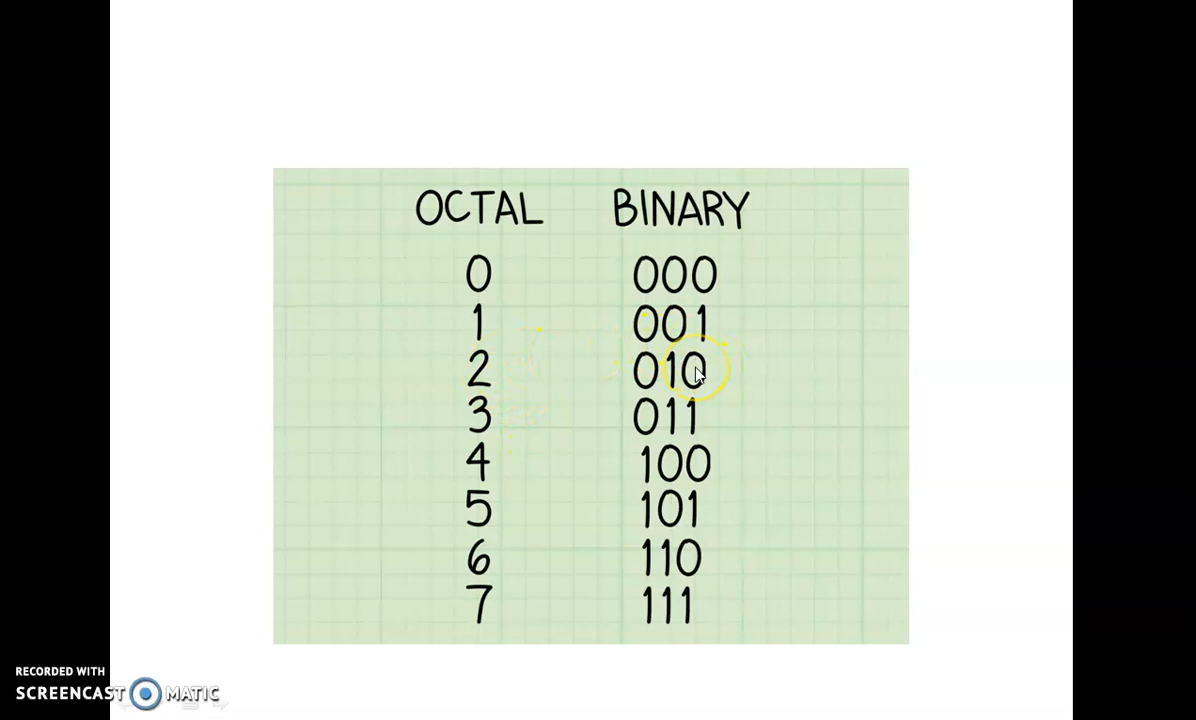 OCTAL BINARY
0 000
1 001
2 010
3 011
4 100
5 101
6 110
7 111
RECORDED WITH
SCREENCAST MATIC